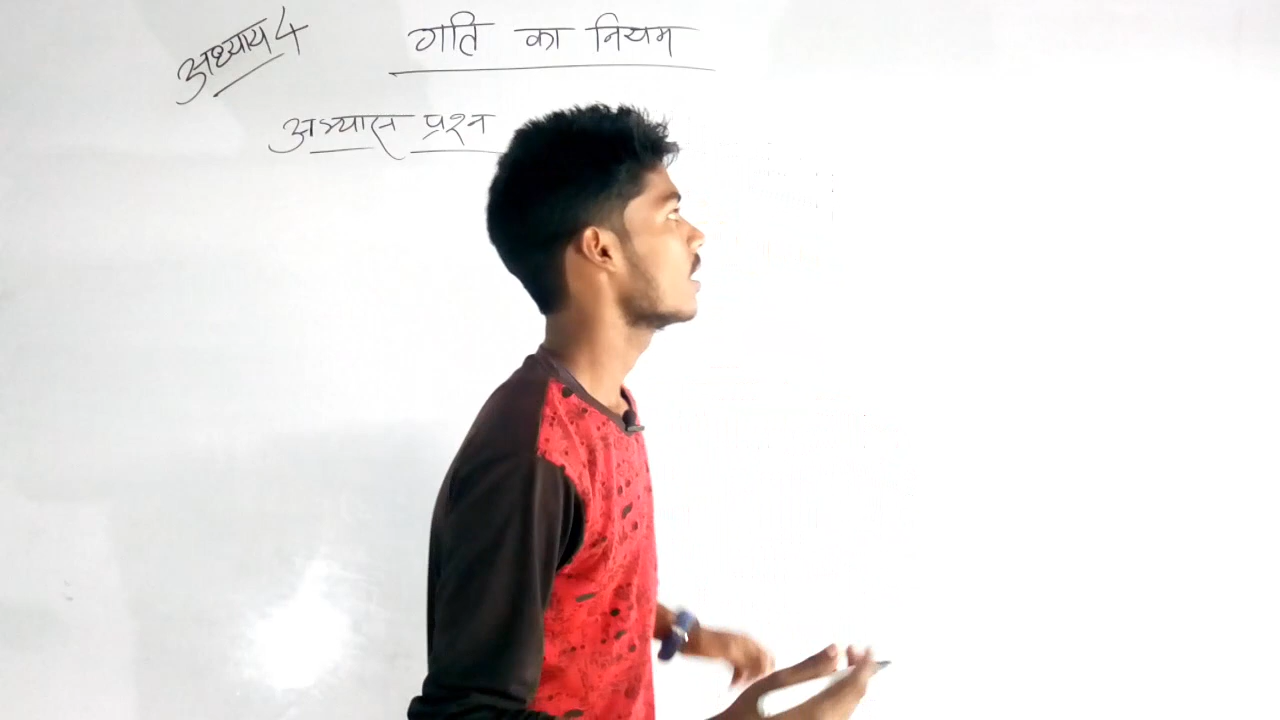 अध्याय 4
गति का नियम
अभ्यास प्रश्न